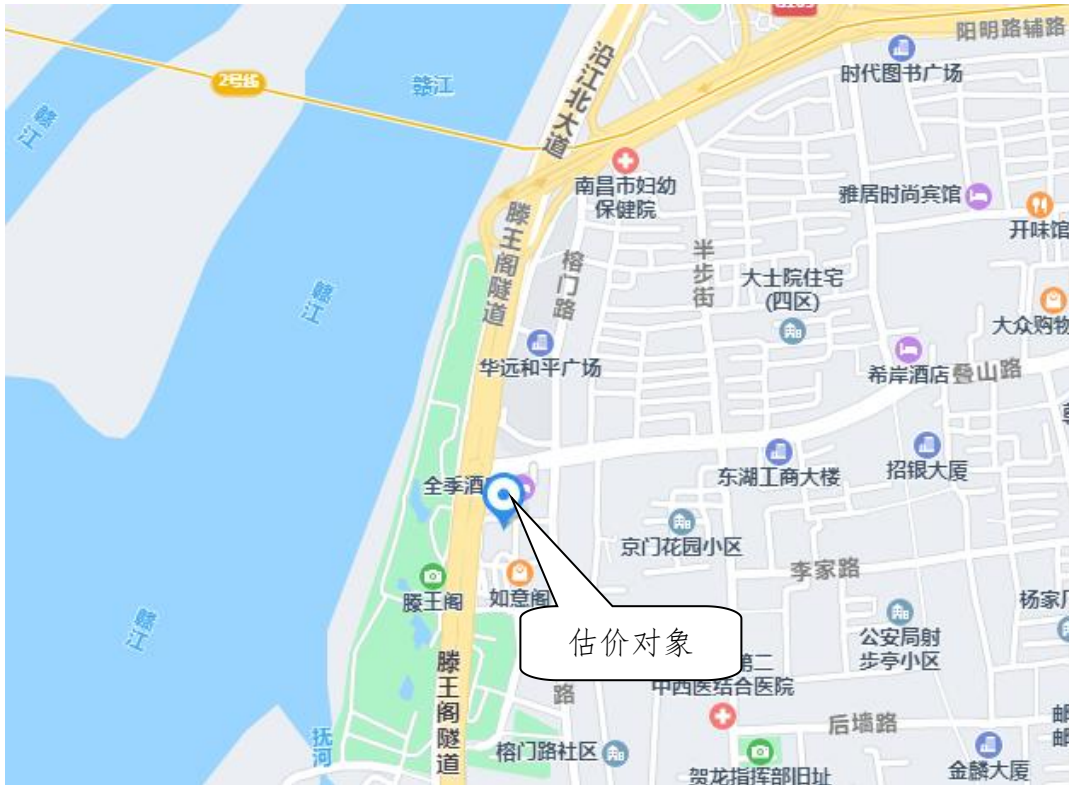 阳明路辅路
时代图书广场
2号线
赣江
沿江北大道
赣江
南昌市妇幼
保健院
雅居时尚宾馆
开味馆
滕王阁隧道
榕门路
半步街
大士院住宅
(四区)
赣江
大众购物
华远和平广场
希岸酒店
叠山路
全季酒
东湖工商大楼
招银大厦
京门花园小区
李家路
滕王阁
如意阁
杨家厂
估价对象
公安局射
步亭小区
赣江
滕王阁隧道
第二
中西医结合医院
路
后墙路
邮
邮
抚河
榕门路社区
贺龙指挥部旧址
金麟大厦